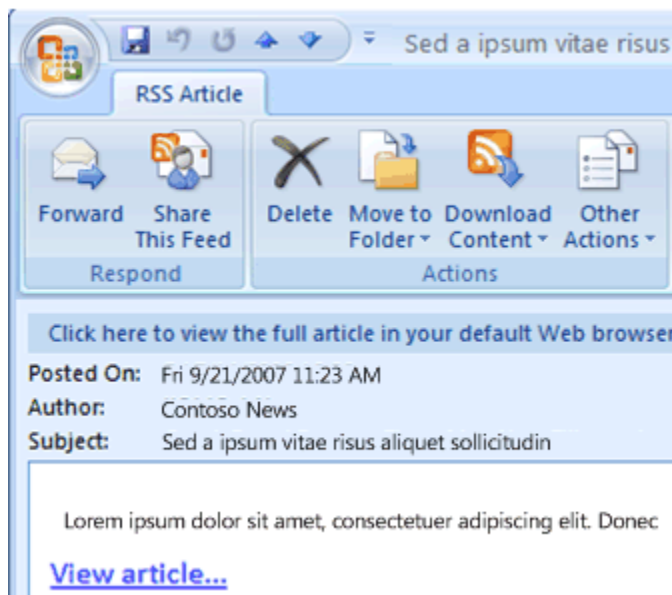 Sed a ipsum vitae risus
RSS Article
Forward Share This Feed Delete Move to Folder Download Content Other Actions
Respond Actions
Click here to view the full article in your default Web browser
Posted On: Fri 9/21/2007 11:23 AM
Author: Contoso News
Subject: Sed a ipsum vitae risus aliquet sollicitudin
Lorem ipsum dolor sit amet, consectetuer adipiscing elit. Donec
View article...